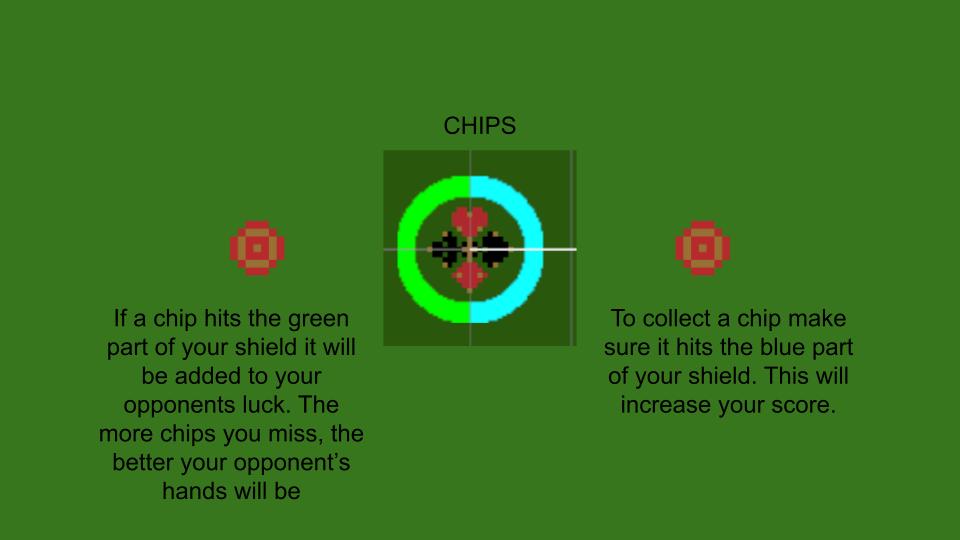 CHIPS
If a chip hits the green
part of your shield it will
be added to your
opponents luck. The
more chips you miss, the
better your opponent’s
hands will be
To collect a chip make
sure it hits the blue part
of your shield. This will
increase your score.